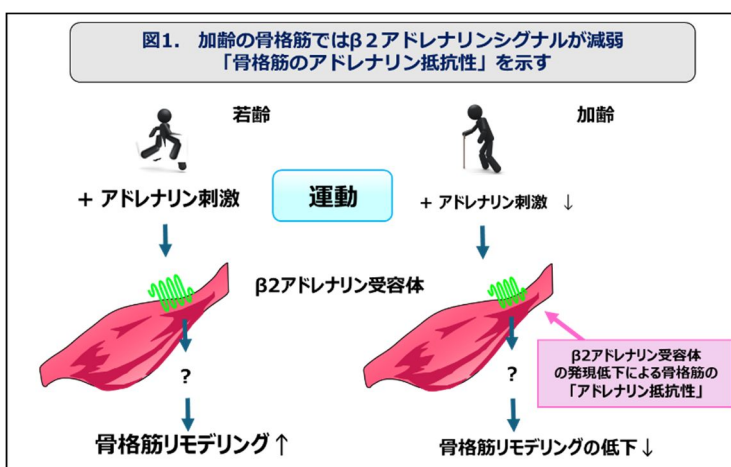 図1. 加齢の骨格筋ではβ２アドレナリンシグナルが減弱
「骨格筋のアドレナリン抵抗性」を示す
若齢
加齢
+ アドレナリン刺激
運動
+ アドレナリン刺激 ↓
β2アドレナリン受容体
β2アドレナリン受容体
の発現低下による骨格筋の
「アドレナリン抵抗性」
?
?
骨格筋リモデリング↑
骨格筋リモデリングの低下↓